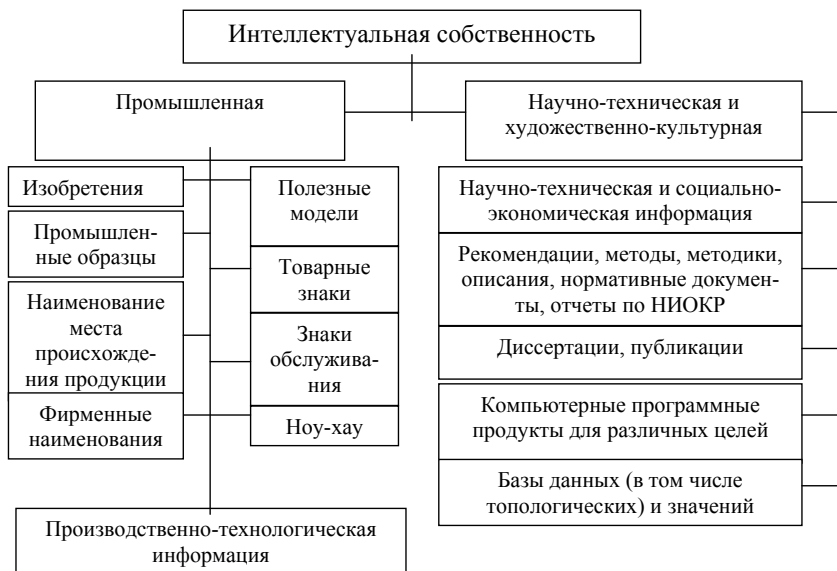 Интеллектуальная собственность
Промышленная
Научно-техническая и
художественно-культурная
Изобретения
Промышлен-
ные образцы
Наименование
места
происхожде-
ния продукции
Фирменные
наименования
Полезные
модели
Товарные
знаки
Знаки
обслужива-
ния
Ноу-хау
Производственно-технологическая
информация
Научно-техническая и социально-
экономическая информация
Рекомендации, методы, методики,
описания, нормативные докумен-
ты, отчеты по НИОКР
Диссертации, публикации
Компьютерные программные
продукты для различных целей
Базы данных (в том числе
топологических) и значений